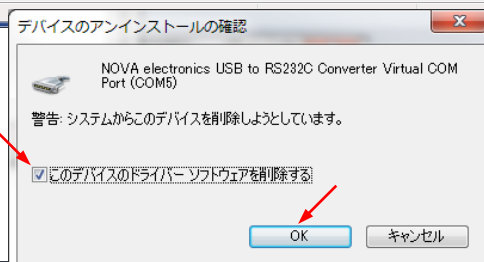 デバイスのアンインストールの確認
NOVA electronics USB to RS232C Converter Virtual COM
Port (COM5)
警告: システムからこのデバイスを削除しようとしています。
このデバイスのドライバー ソフトウェアを削除する
OK
キャンセル